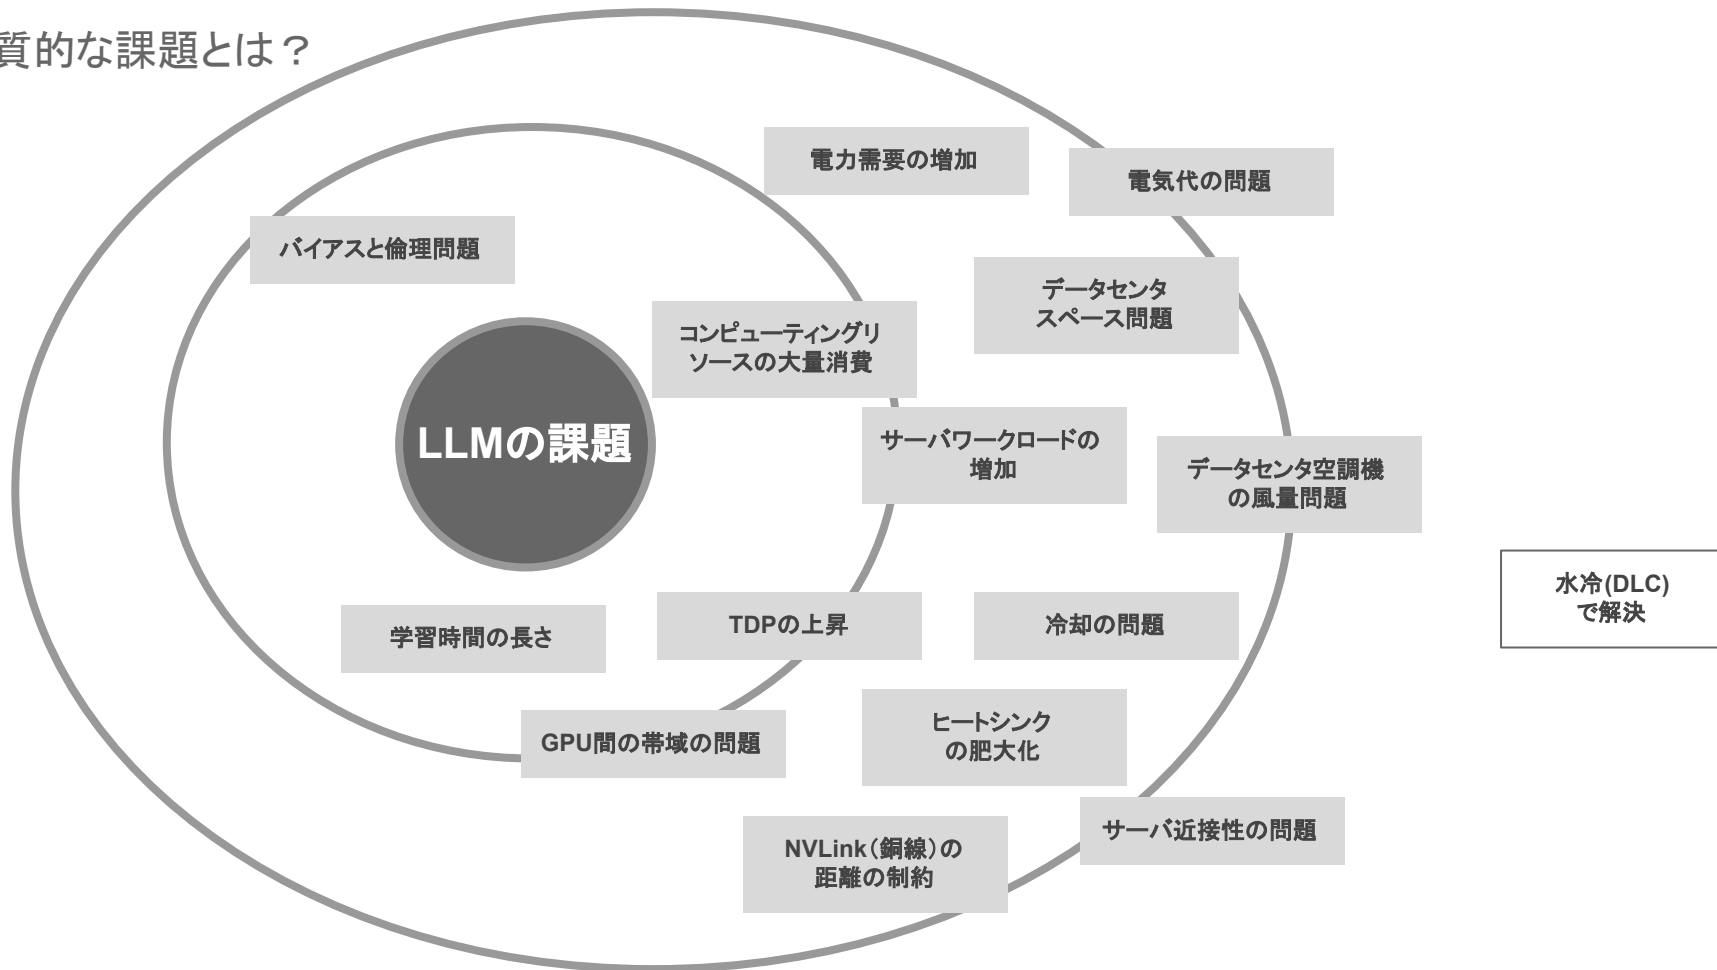 質的な課題とは？
電力需要の増加
電気代の問題
バイアスと倫理問題
データセンタ
スペース問題
コンピューティングリ
ソースの大量消費
LLMの課題
サーバワークロードの
増加
データセンタ空調機
の風量問題
水冷(DLC)
で解決
学習時間の長さ
TDPの上昇
冷却の問題
GPU間の帯域の問題
ヒートシンク
の肥大化
サーバ近接性の問題
NVLink（銅線）の
距離の制約